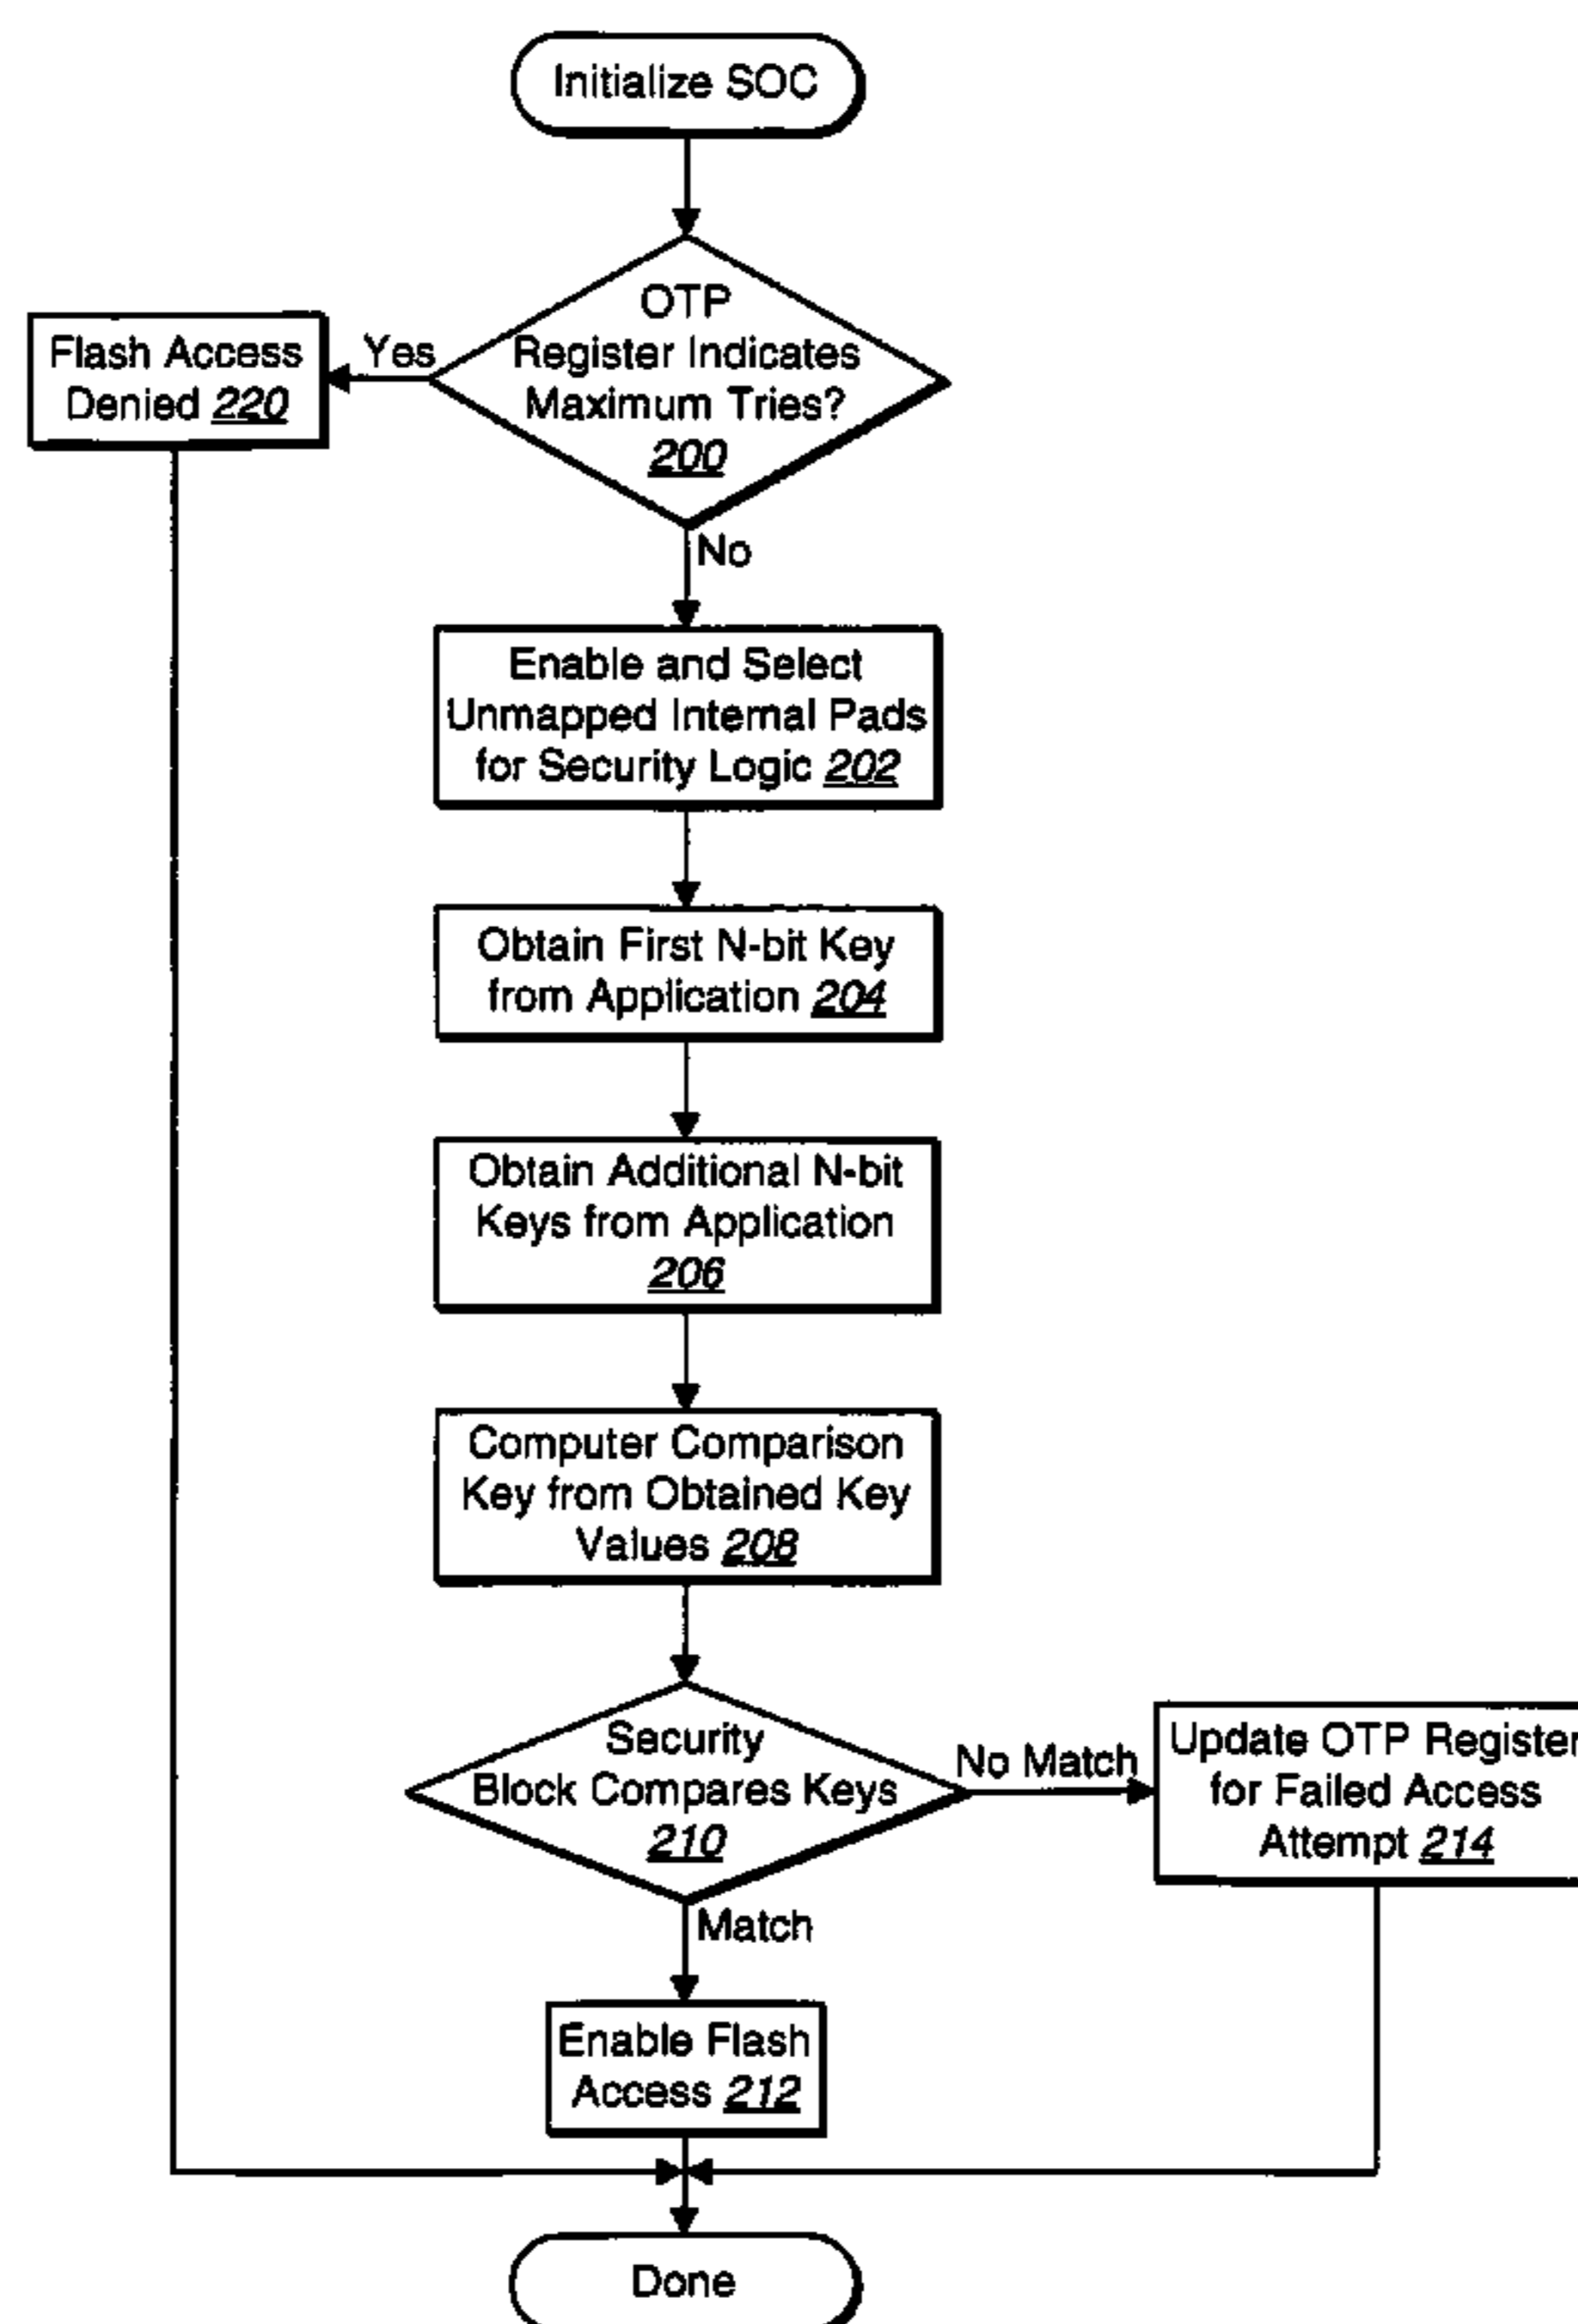 Initialize SOC
OTP
Register Indicates
Maximum Tries?
200
Yes
Flash Access
Denied 220
No
Enable and Select
Unmapped Internal Pads
for Security Logic 202
Obtain First N-bit Key
from Application 204
Obtain Additional N-bit
Keys from Application
206
Computer Comparison
Key from Obtained Key
Values 208
Security
Block Compares Keys
210
No Match
Update OTP Register
for Failed Access
Attempt 214
Match
Enable Flash
Access 212
Done